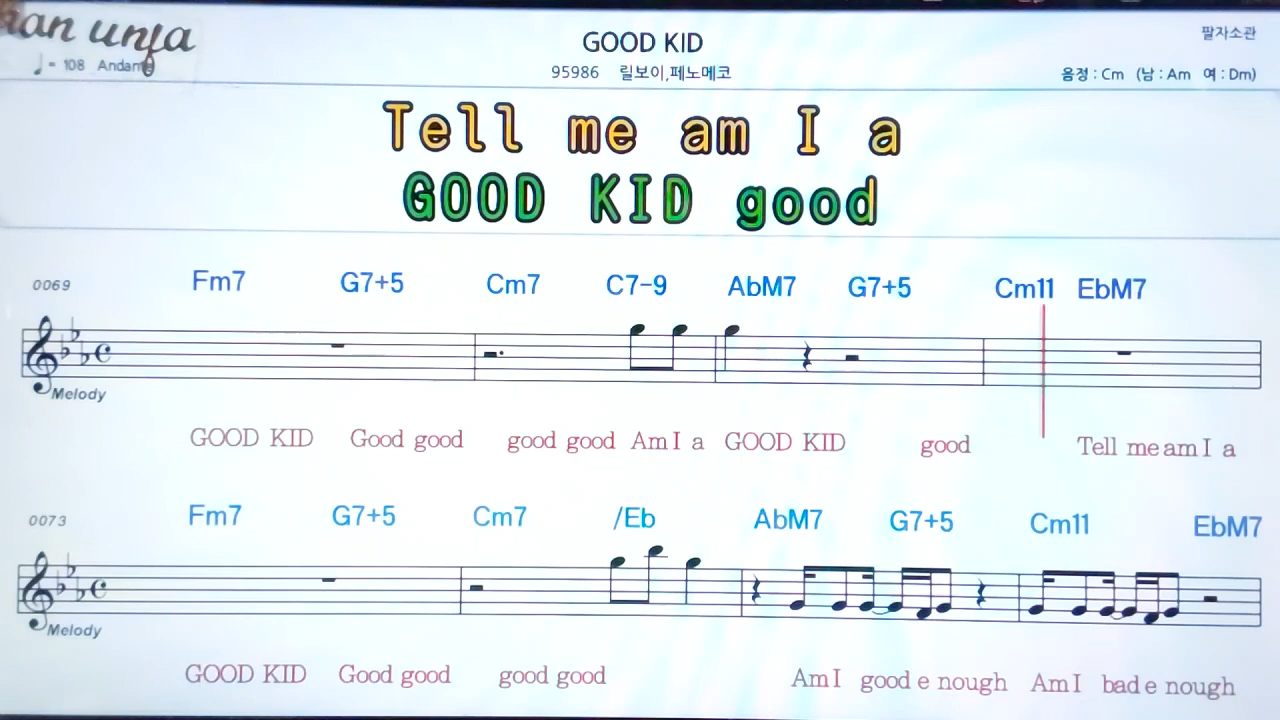 GOOD KID
팔자소관
♩= 108 Andante
95986 릴보이,페노메코
음정 : Cm (남 : Am 여 : Dm)
Tell me am I a
GOOD KID good
0069 Fm7 G7+5 Cm7 C7-9 AbM7 G7+5 Cm11 EbM7
Melody
GOOD KID Good good good good Am I a GOOD KID good Tell me am I a
0073 Fm7 G7+5 Cm7 /Eb AbM7 G7+5 Cm11 EbM7
Melody
GOOD KID Good good good good Am I good e nough Am I bad e nough